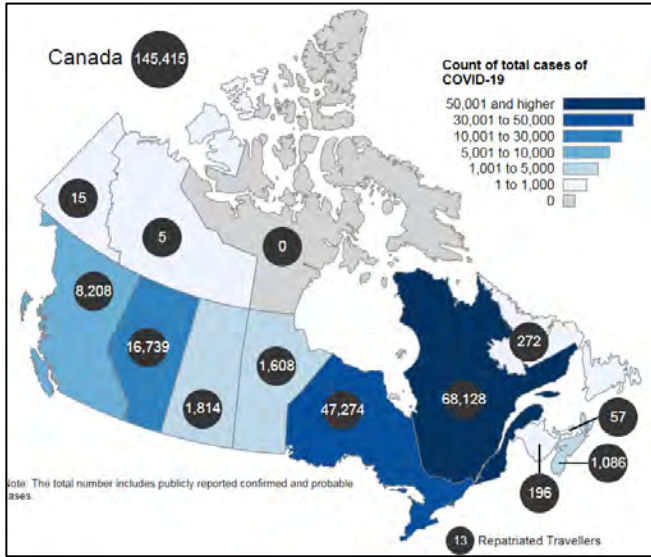 Canada 145,415
Count of total cases of
COVID-19
50,001 and higher
30,001 to 50,000
10,001 to 30,000
5,001 to 10,000
1,001 to 5,000
1 to 1,000
0
15
5
0
8,208
16,739
1,814
1,608
47,274
68,128
272
57
1,086
196
Note: The total number includes publicly reported confirmed and probable
ases.
13 Repatriated Travellers